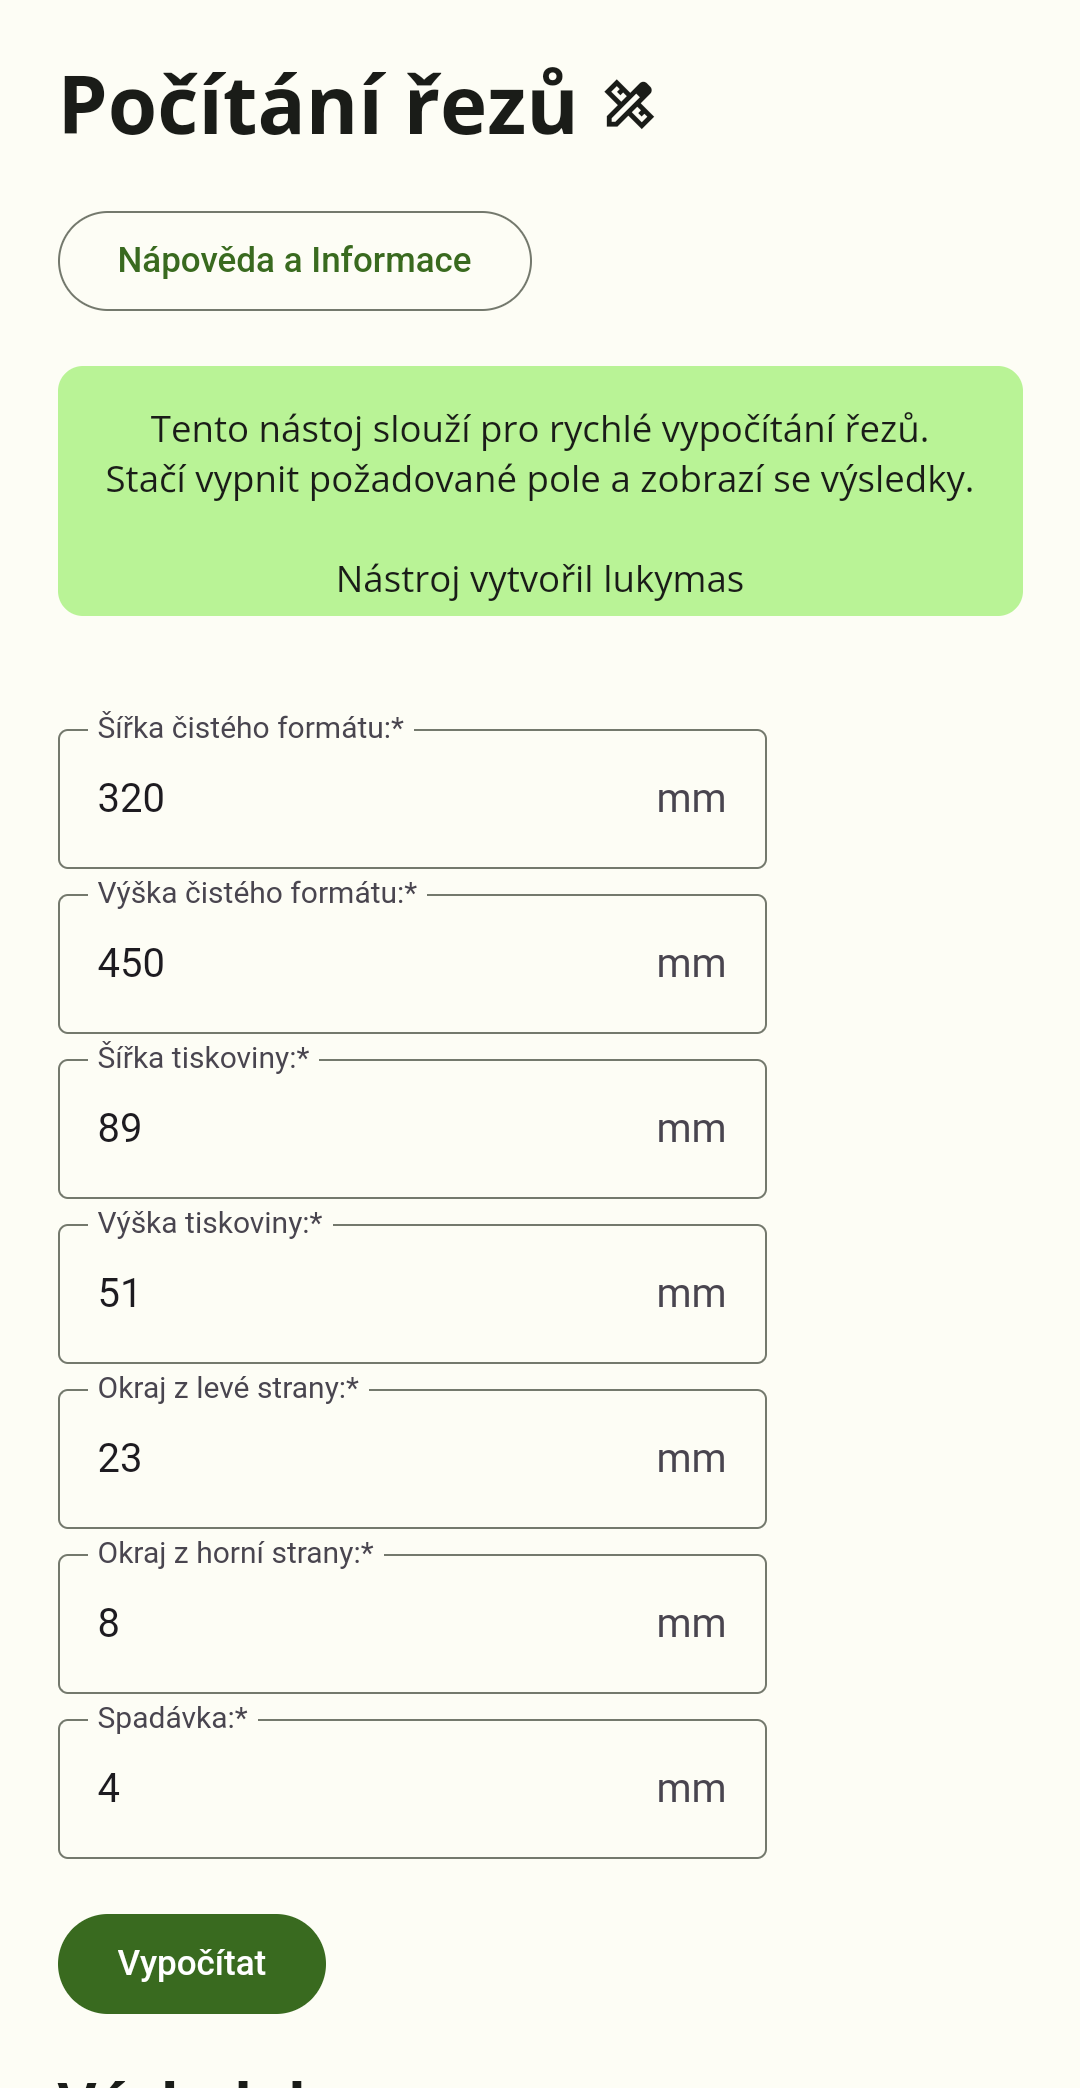 Počítání řezů
Nápověda a Informace
Tento nástoj slouží pro rychlé vypočítání řezů.
Stačí vypnit požadované pole a zobrazí se výsledky.
Nástroj vytvořil lukymas
Šířka čistého formátu:*
320 mm
Výška čistého formátu:*
450 mm
Šířka tiskoviny:*
89 mm
Výška tiskoviny:*
51 mm
Okraj z levé strany:*
23 mm
Okraj z horní strany:*
8 mm
Spadávka:*
4 mm
Vypočítat